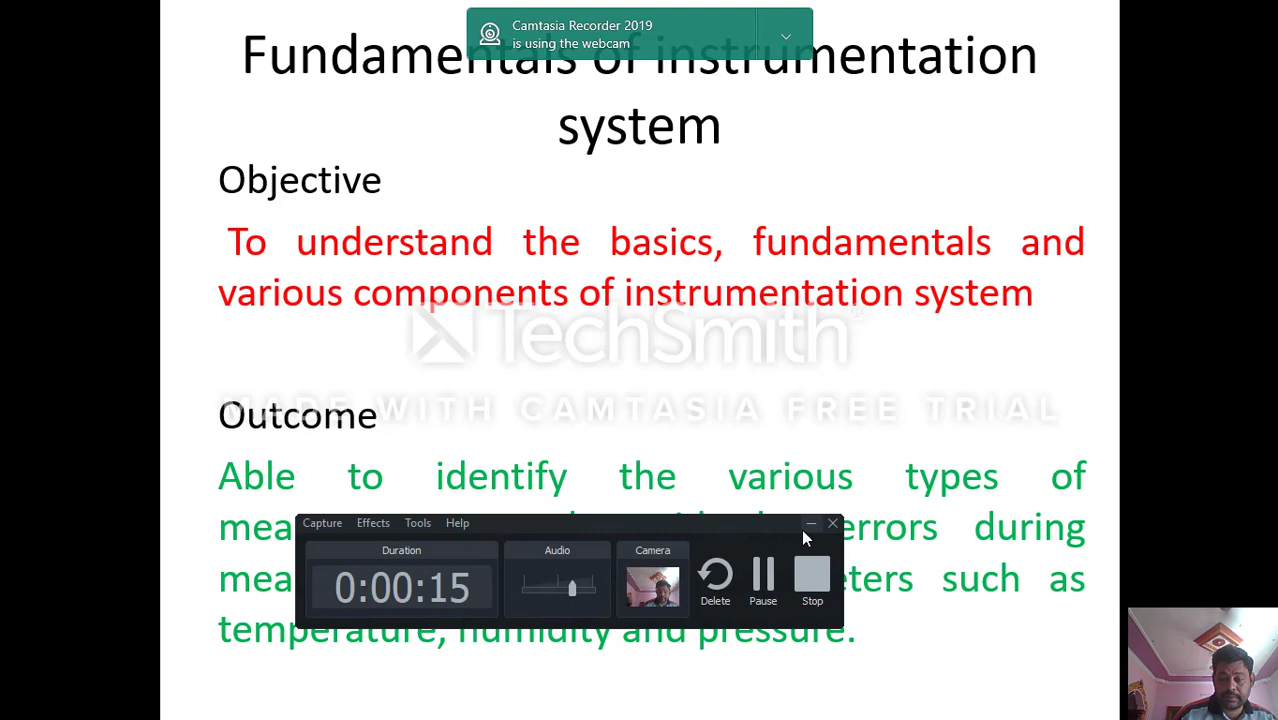 Camtasia Recorder 2019
is using the webcam
Fundamentals of instrumentation
system
Objective
To understand the basics, fundamentals and
various components of instrumentation system
TechSmith
MADE WITH CAMTASIA FREE TRIAL
Outcome
Able to identify the various types of
errors during
such as
temperature, humidity and pressure.
Capture Effects Tools Help
Duration Audio Camera
0:00:15
Delete Pause Stop